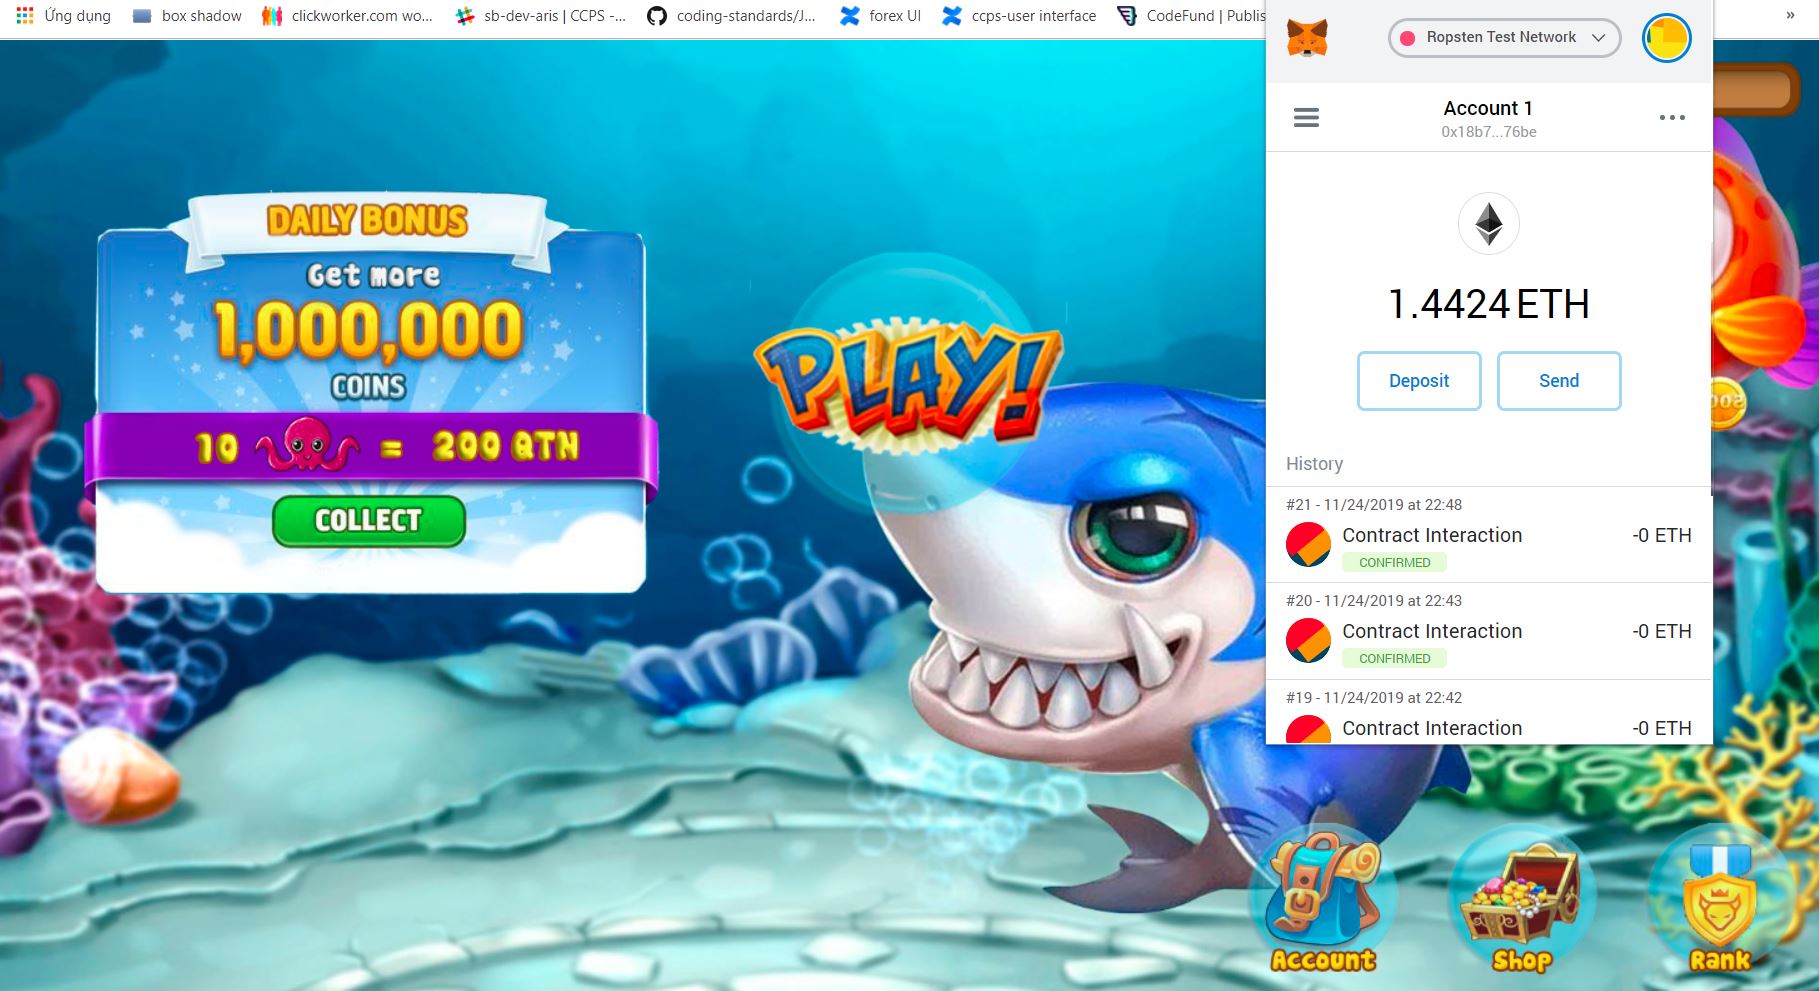 Ứng dụng
box shadow
clickworker.com wo...
sb-dev-aris | CCPS -...
coding-standards/J...
forex UI
ccps-user interface
CodeFund | Publis
»
Ropsten Test Network
Account 1
0x18b7...76be
1.4424 ETH
Deposit
Send
History
#21 - 11/24/2019 at 22:48
Contract Interaction
-0 ETH
CONFIRMED
#20 - 11/24/2019 at 22:43
Contract Interaction
-0 ETH
CONFIRMED
#19 - 11/24/2019 at 22:42
Contract Interaction
-0 ETH
DAILY BONUS
Get more
1,000,000
COINS
10 = 200 QTN
COLLECT
PLAY!
Account
Shop
Rank